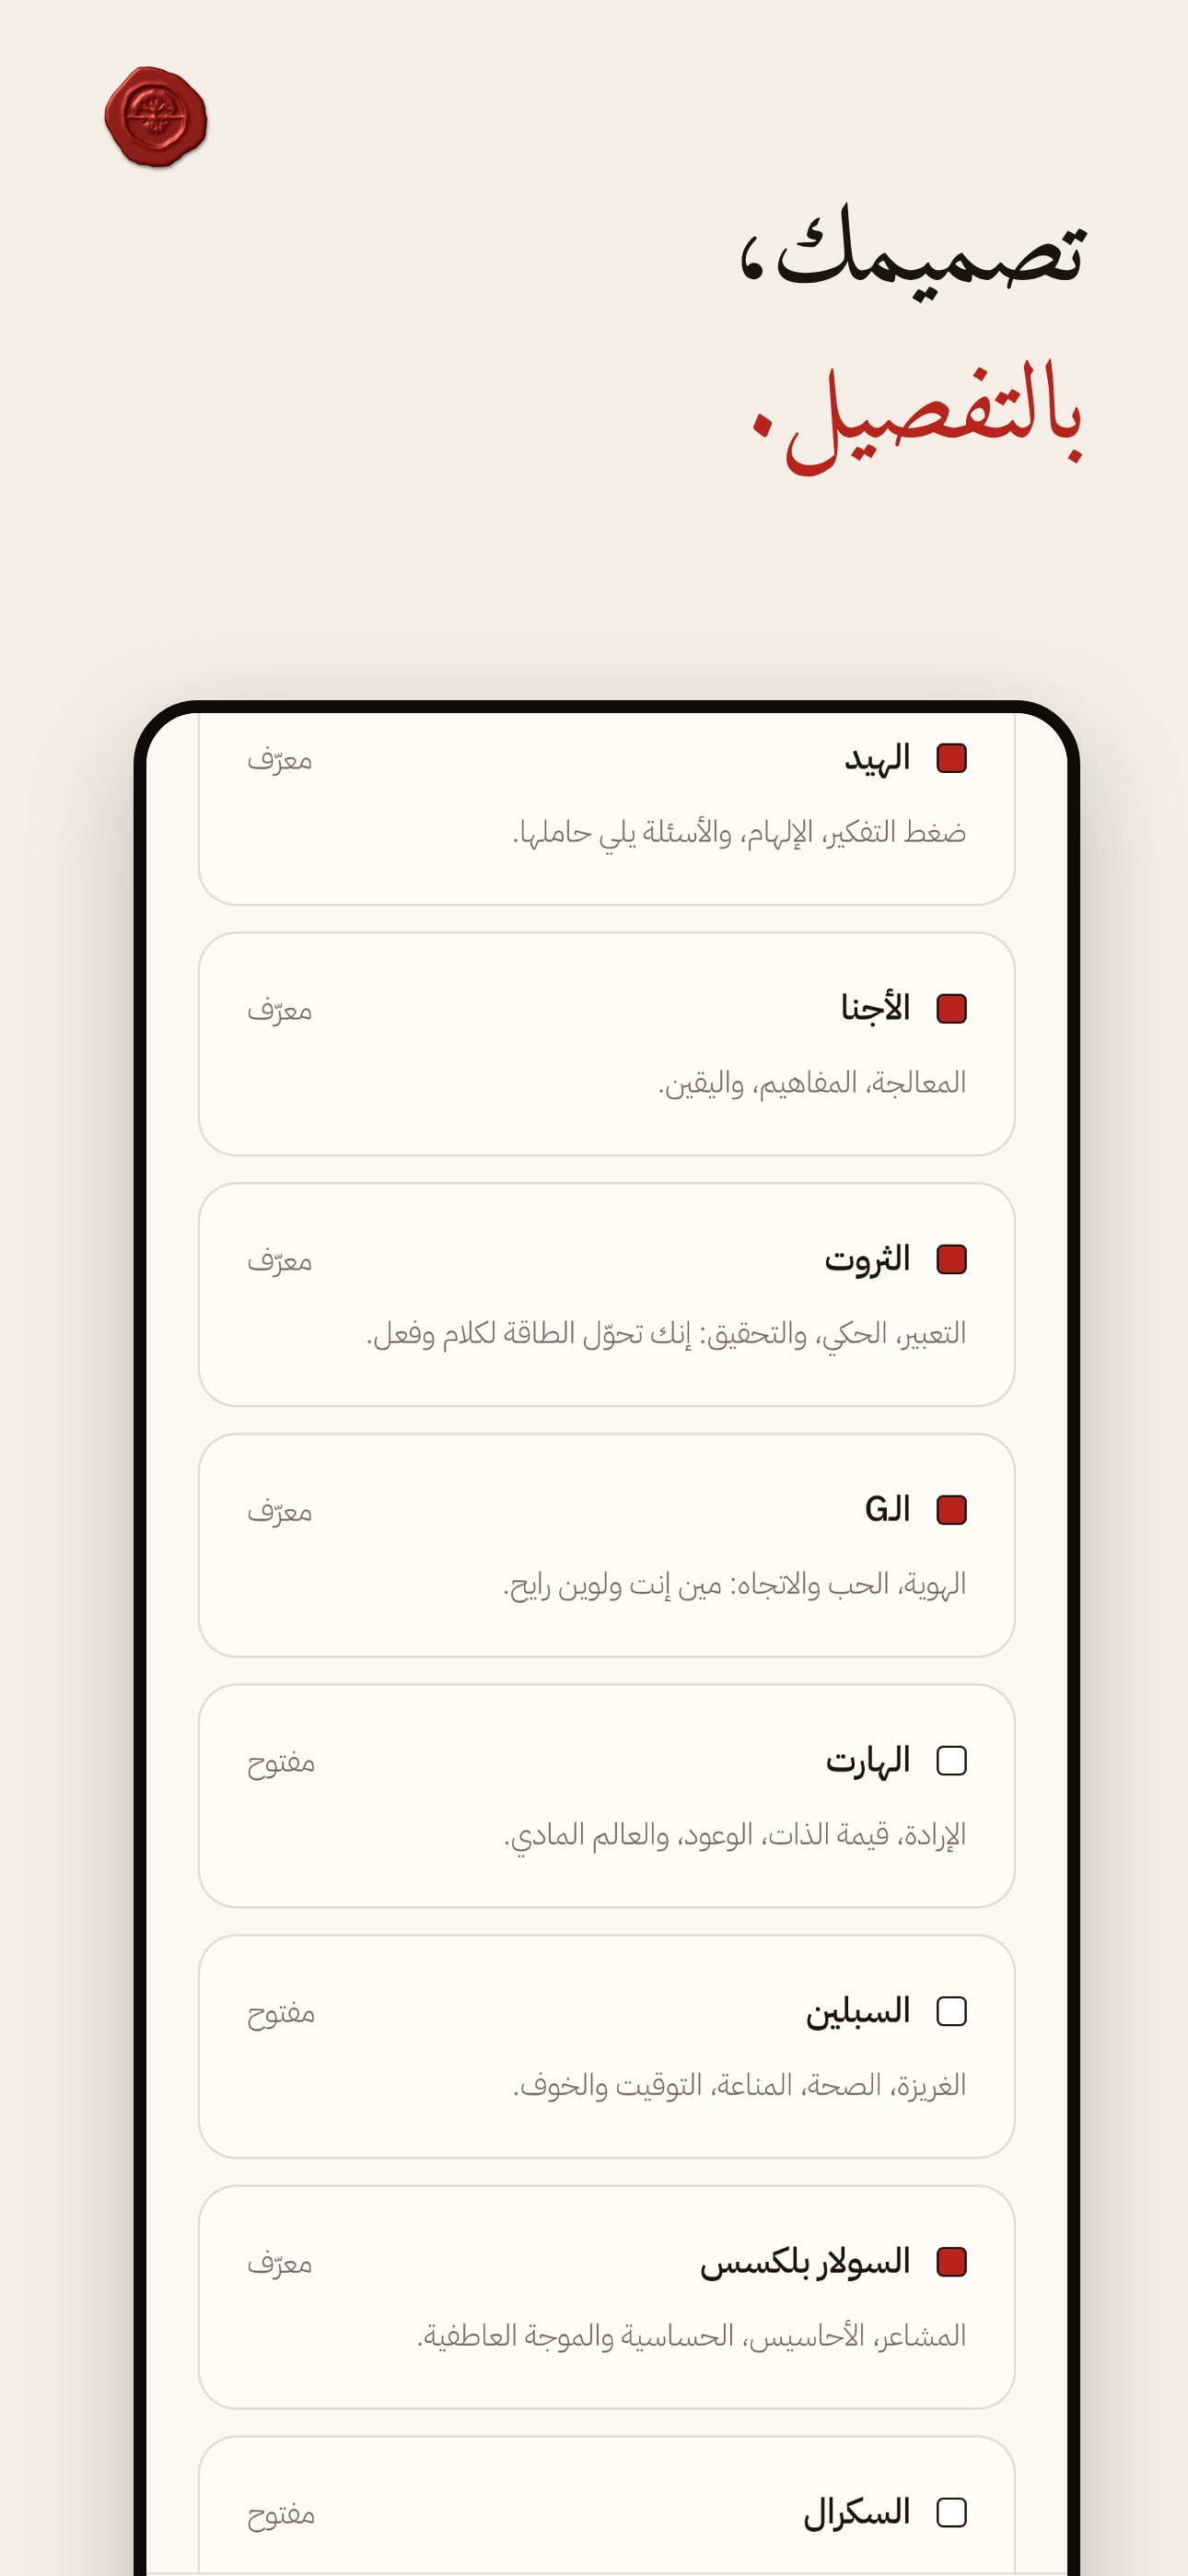 تصميمك،
بالتفصيل.
الهيد
معرّف
ضغط التفكير، الإلهام، والأسئلة يلي حاملها.
الأجنا
معرّف
المعالجة، المفاهيم، واليقين.
الثروت
معرّف
التعبير، الحكي، والتحقيق: إنك تحوّل الطاقة لكلام وفعل.
الـG
معرّف
الهوية، الحب والاتجاه: مين إنت ولوين رايح.
الهارت
مفتوح
الإرادة، قيمة الذات، الوعود، والعالم المادي.
السبلين
مفتوح
الغريزة، الصحة، المناعة، التوقيت والخوف.
السولار بلكسس
معرّف
المشاعر، الأحاسيس، الحساسية والموجة العاطفية.
السكرال
مفتوح